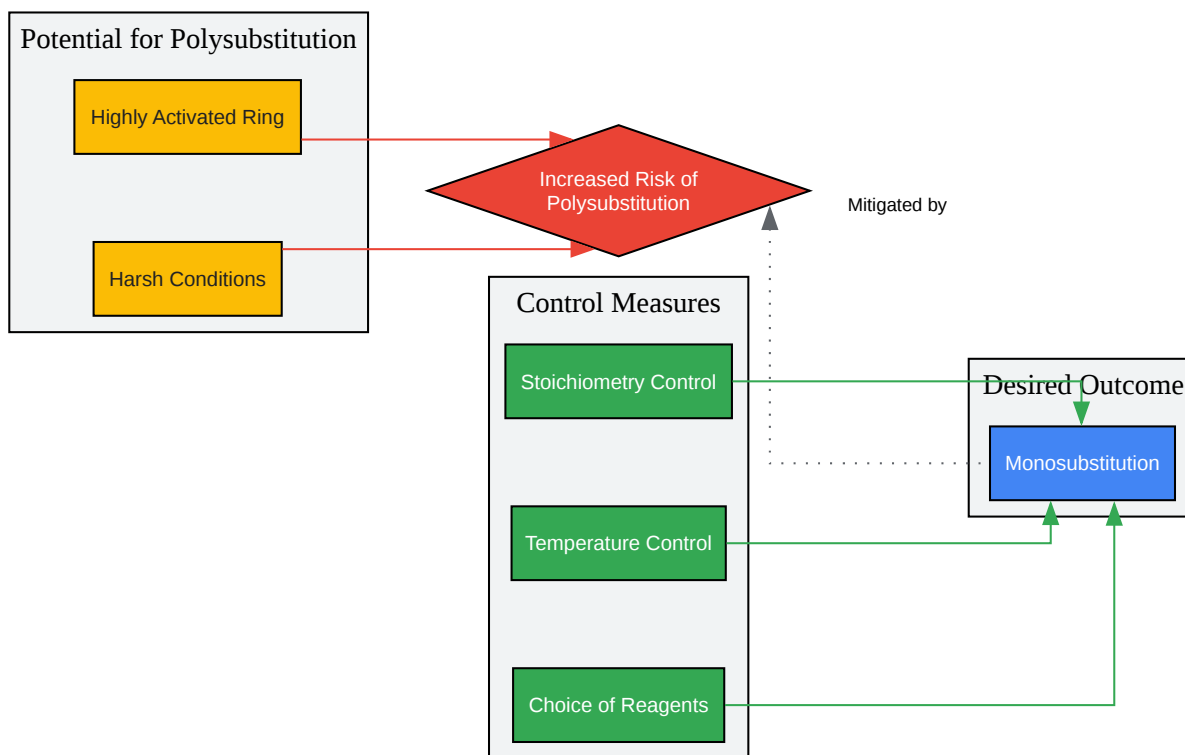 Potential for Polysubstitution
Highly Activated Ring
Harsh Conditions
Increased Risk of
Polysubstitution
Mitigated by
Control Measures
Stoichiometry Control
Temperature Control
Choice of Reagents
Desired Outcome
Monosubstitution